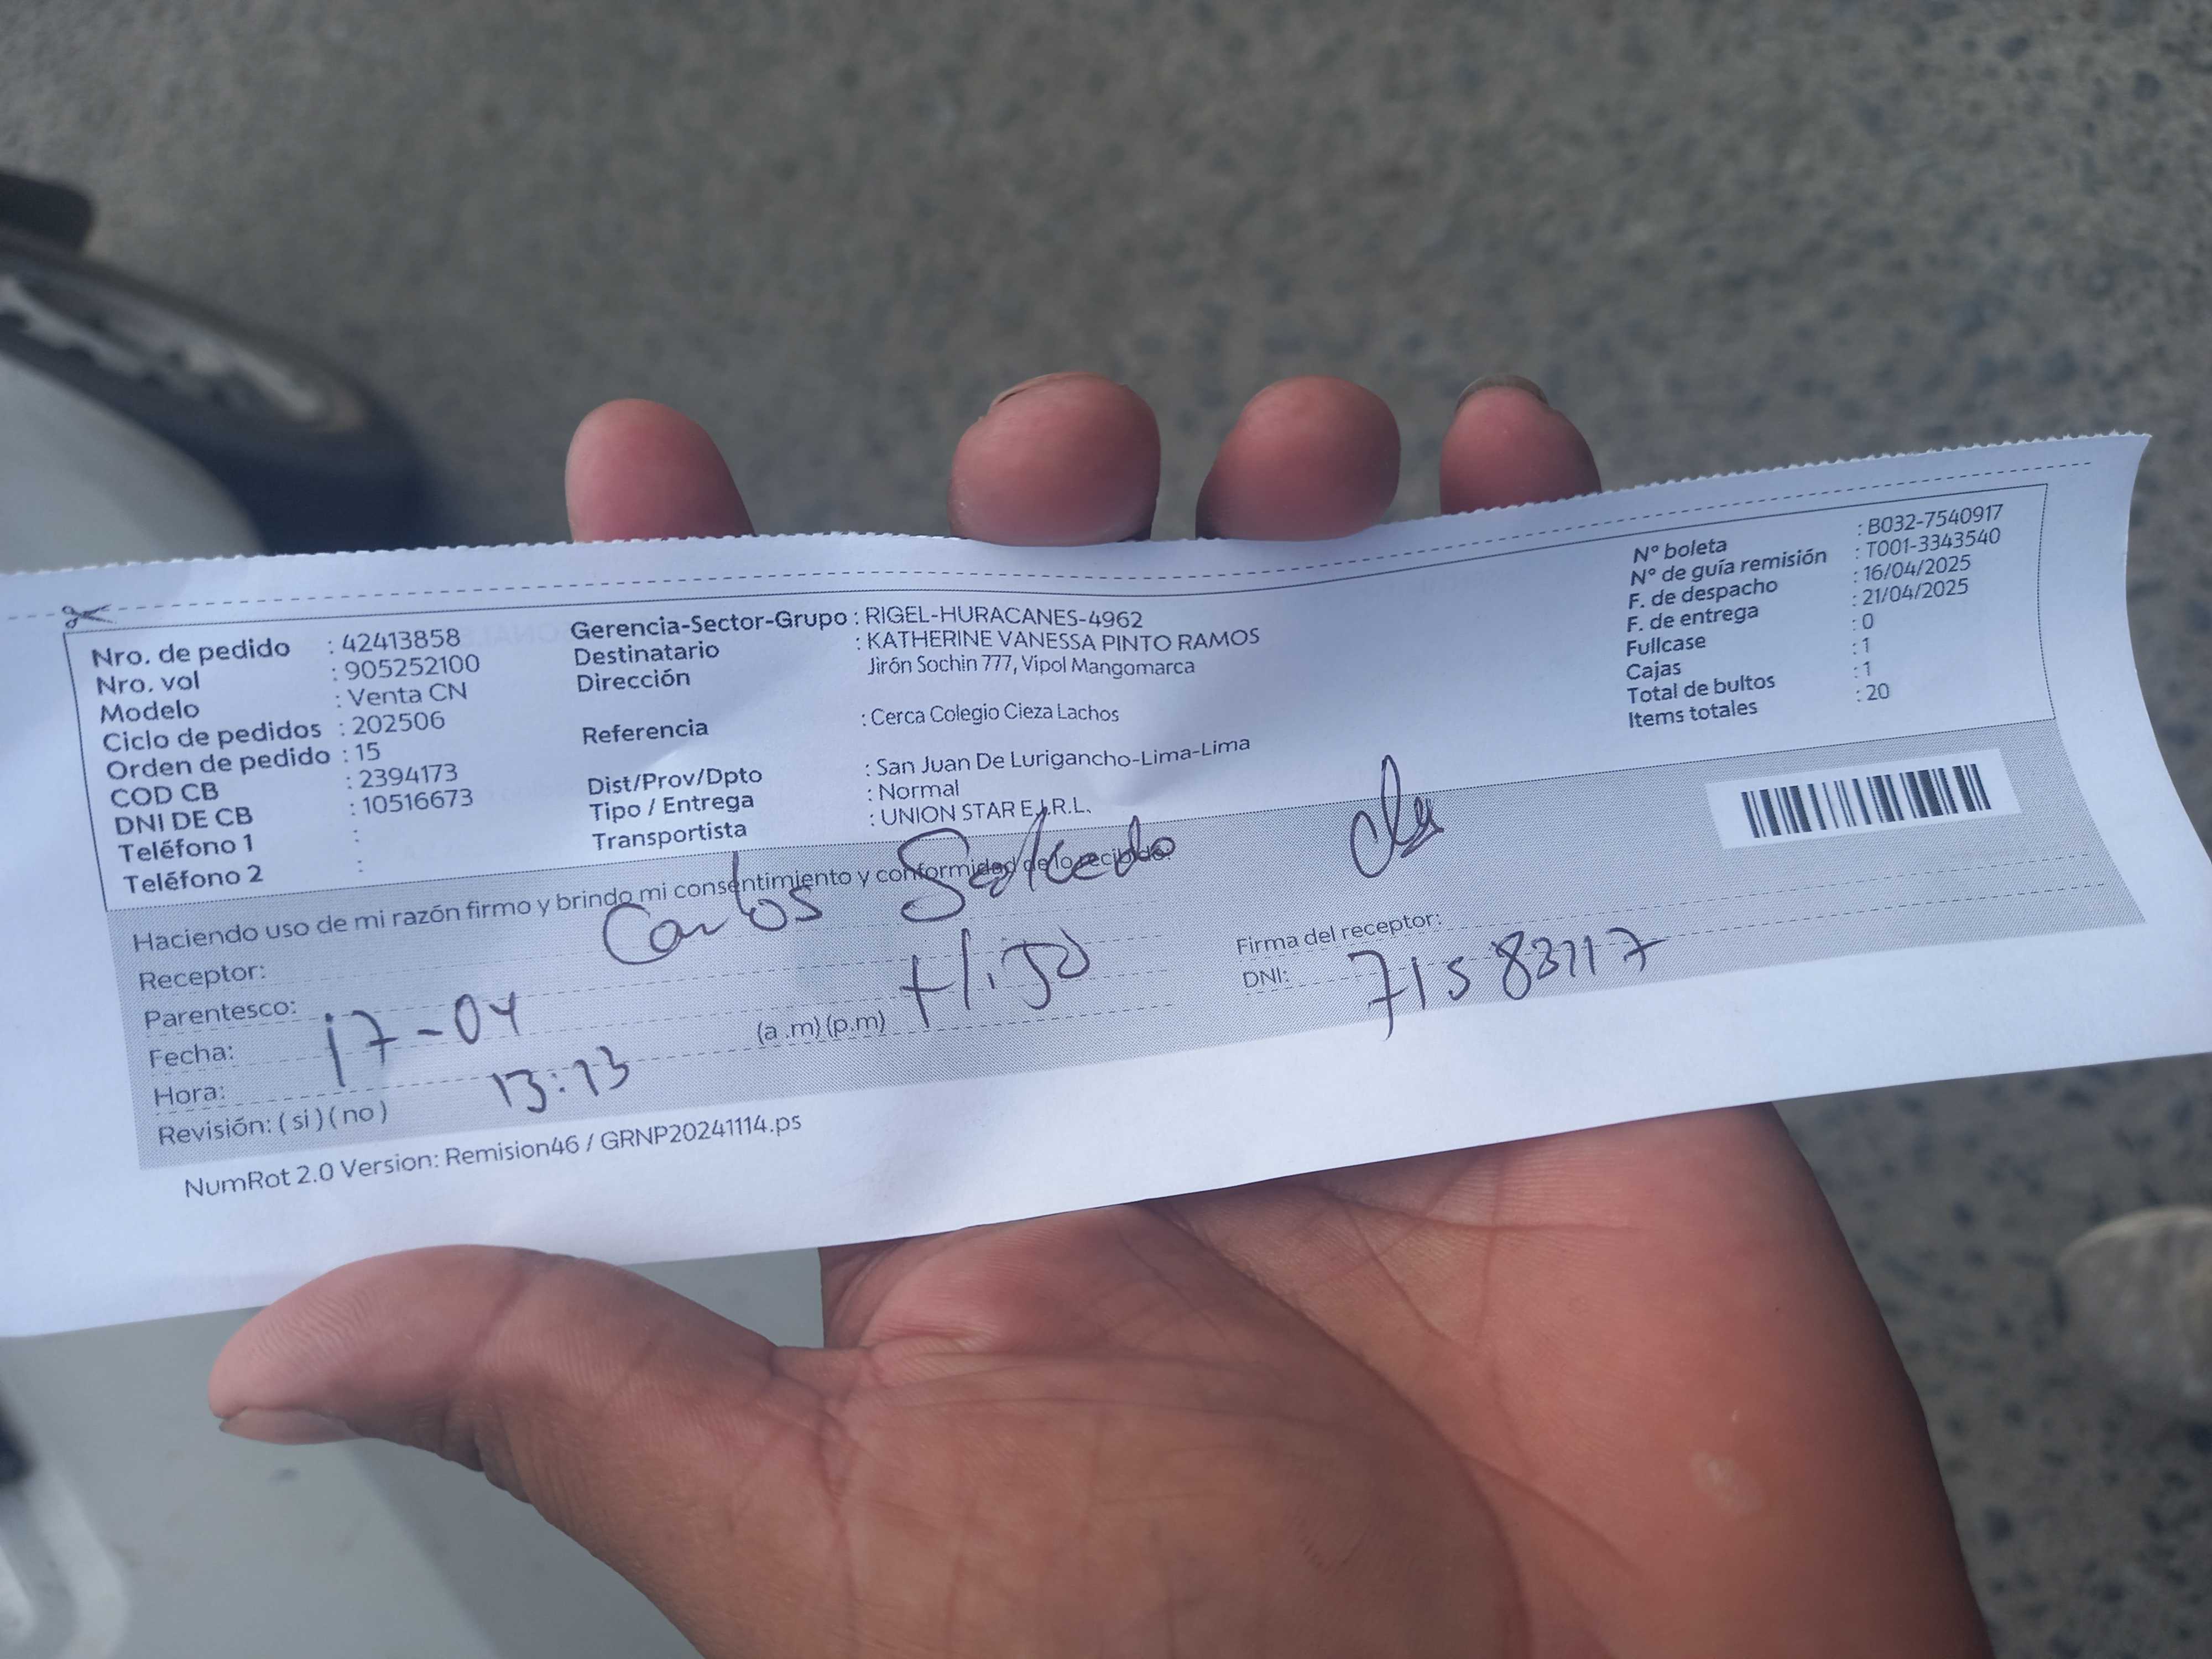 Nro. de pedido : 42413858
Nro. vol : 905252100
Modelo : Venta CN
Ciclo de pedidos : 202506
Orden de pedido : 15
COD CB : 2394173
DNI DE CB : 10516673
Teléfono 1 :
Teléfono 2 :
Gerencia-Sector-Grupo : RIGEL-HURACANES-4962
Destinatario : KATHERINE VANESSA PINTO RAMOS
Dirección Jirón Sochin 777, Vipol Mangomarca
Referencia : Cerca Colegio Cieza Lachos
Dist/Prov/Dpto : San Juan De Lurigancho-Lima-Lima
Tipo / Entrega : Normal
Transportista : UNION STAR E.I.R.L.
N° boleta : B032-7540917
N° de guía remisión : T001-3343540
F. de despacho : 16/04/2025
F. de entrega : 21/04/2025
Fullcase : 0
Cajas : 1
Total de bultos : 1
Items totales : 20
Haciendo uso de mi razón firmo y brindo mi consentimiento y conformidad de lo recibido.
Receptor: Carlos Salcedo
Parentesco:
Fecha: 17-04
Hora: 13:13 (a .m) (p.m)
Revisión: ( si ) ( no )
Firma del receptor:
DNI: 71583117
NumRot 2.0 Version: Remision46 / GRNP20241114.ps